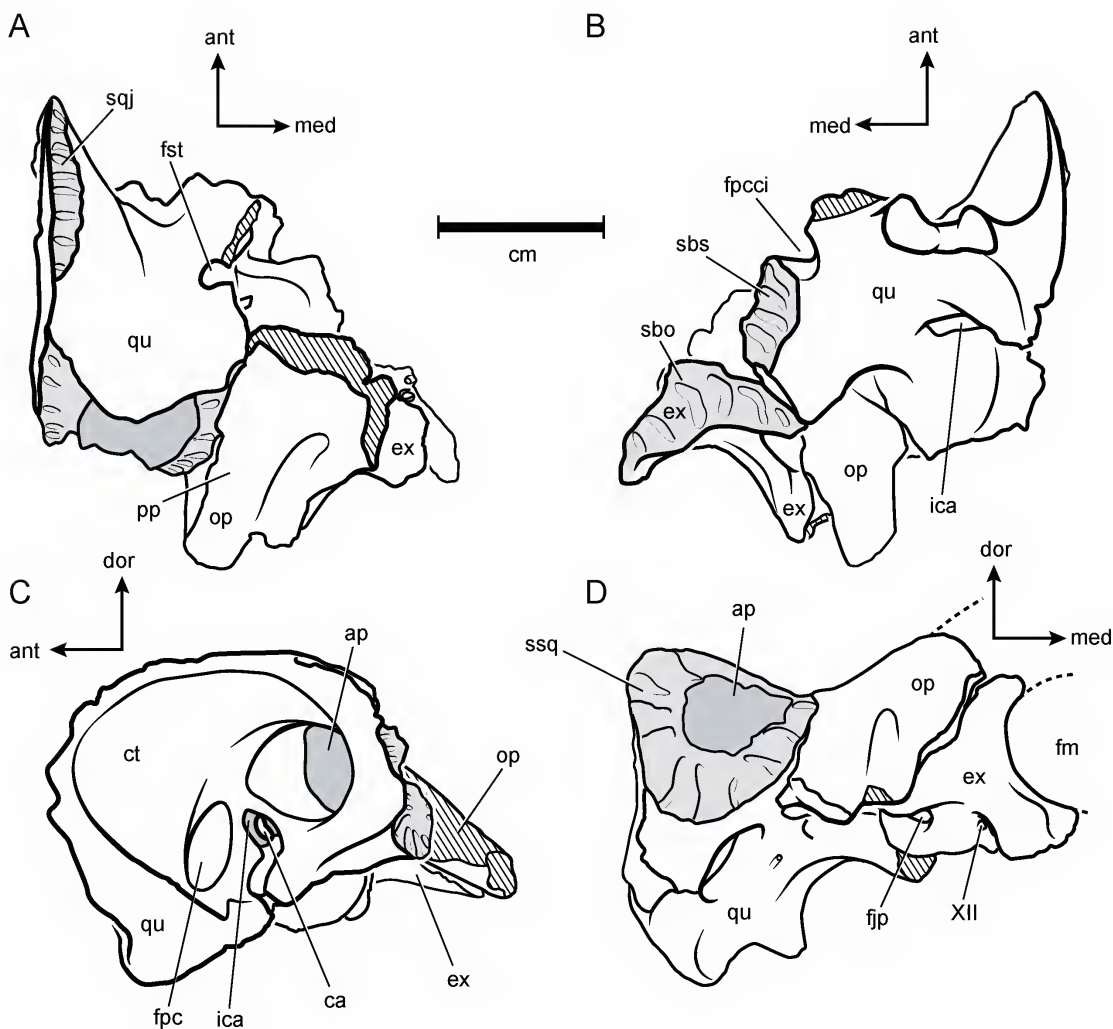 A
ant
med
sqj
fst
qu
pp
op
ex
cm
B
ant
med
fpcci
sbs
sbo
qu
ex
ex
op
ica
C
dor
ant
ap
ct
op
qu
fpc
ica
ca
ex
D
dor
med
ap
ssq
op
fm
ex
qu
fjp
XII